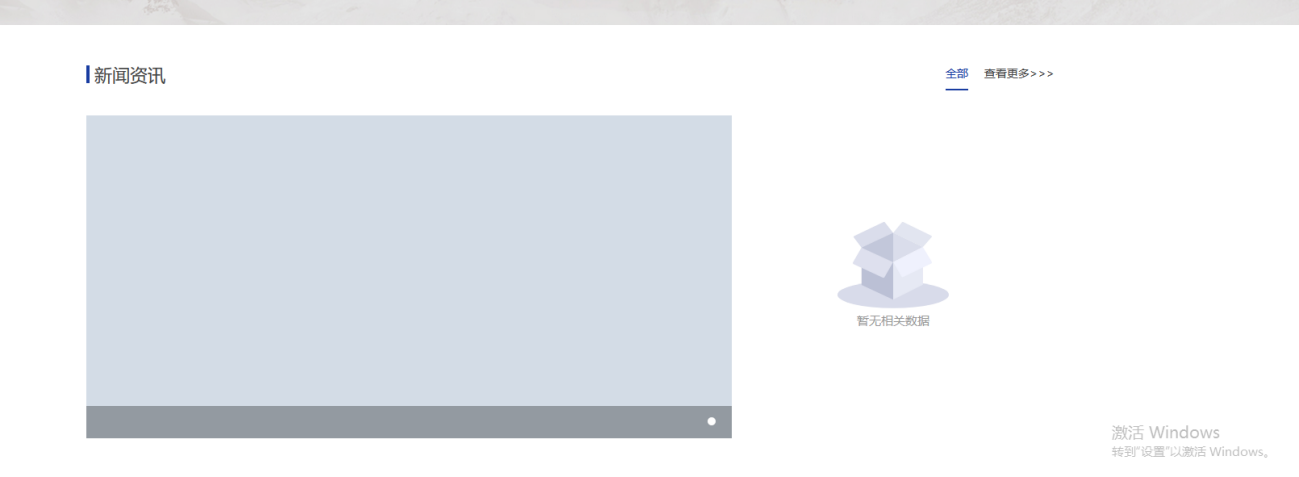 新闻资讯
全部 查看更多>>>
暂无相关数据
激活 Windows
转到"设置"以激活 Windows。